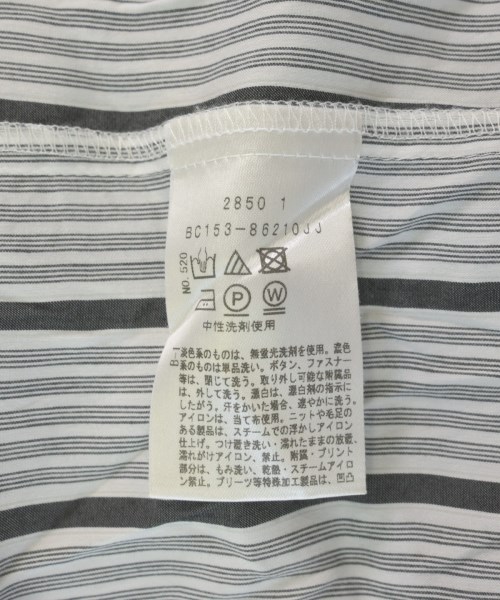 2850 1
BC153-8621033
NO.520
P
W
中性洗剤使用
B-1
淡色系のものは、無蛍光洗剤を使用。濃色
系のものは単品洗い。ボタン、ファスナー
等は、閉じて洗う。取り外し可能な附属品
は、外して洗う。漂白は、漂白剤の指示に
したがう。汗をかいた場合、速やかに洗う。
アイロンは、当て布使用。ニットや毛足の
ある製品は、スチームでの浮かしアイロン
仕上げ。つけ置き洗い・濡れたままの放置、
濡れがけアイロン、禁止。附属・プリント
部分は、もみ洗い、乾熱・スチームアイロ
ン禁止。プリーツ等特殊加工製品は、凹凸